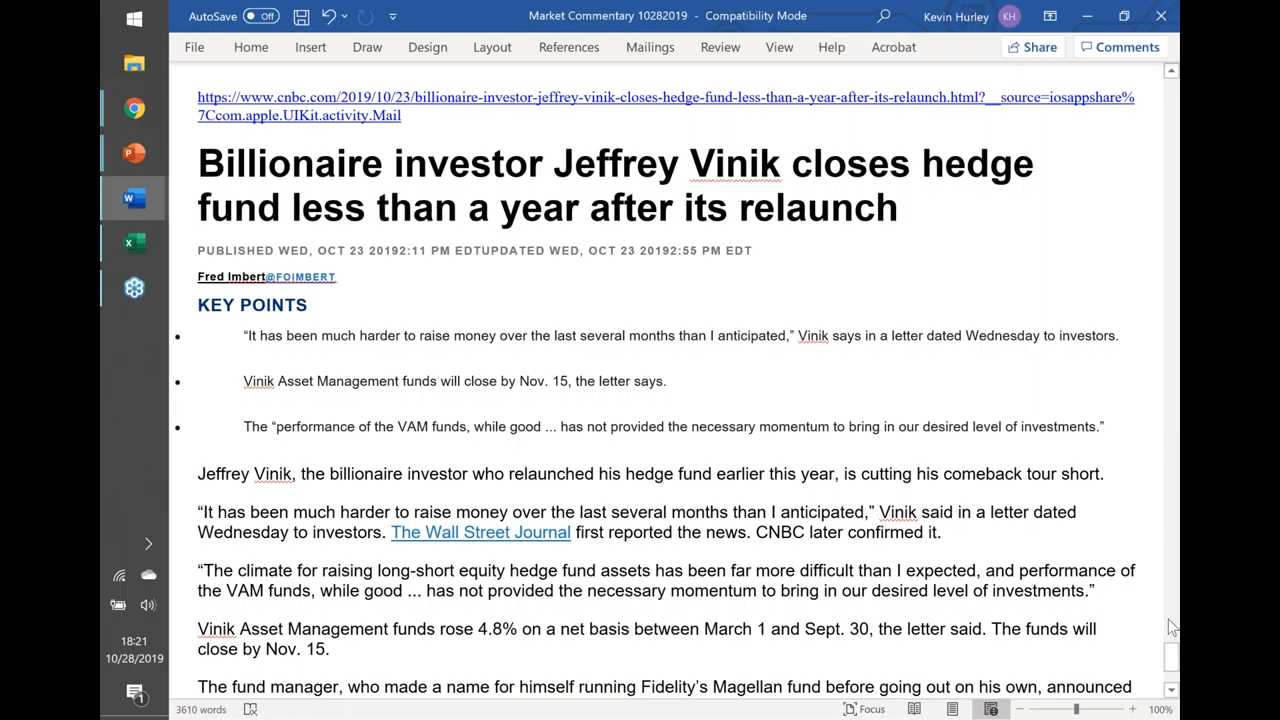 AutoSave Off Market Commentary 10282019 - Compatibility Mode Kevin Hurley KH
File Home Insert Draw Design Layout References Mailings Review View Help Acrobat Share Comments
https://www.cnbc.com/2019/10/23/billionaire-investor-jeffrey-vinik-closes-hedge-fund-less-than-a-year-after-its-relaunch.html?__source=iosappshare%
7Ccom.apple.UIKit.activity.Mail
Billionaire investor Jeffrey Vinik closes hedge
fund less than a year after its relaunch
PUBLISHED WED, OCT 23 20192:11 PM EDTUPDATED WED, OCT 23 20192:55 PM EDT
Fred Imbert@FOIMBERT
KEY POINTS
• “It has been much harder to raise money over the last several months than I anticipated,” Vinik says in a letter dated Wednesday to investors.
• Vinik Asset Management funds will close by Nov. 15, the letter says.
• The “performance of the VAM funds, while good ... has not provided the necessary momentum to bring in our desired level of investments.”
Jeffrey Vinik, the billionaire investor who relaunched his hedge fund earlier this year, is cutting his comeback tour short.
“It has been much harder to raise money over the last several months than I anticipated,” Vinik said in a letter dated
Wednesday to investors. The Wall Street Journal first reported the news. CNBC later confirmed it.
“The climate for raising long-short equity hedge fund assets has been far more difficult than I expected, and performance of
the VAM funds, while good ... has not provided the necessary momentum to bring in our desired level of investments.”
Vinik Asset Management funds rose 4.8% on a net basis between March 1 and Sept. 30, the letter said. The funds will
close by Nov. 15.
The fund manager, who made a name for himself running Fidelity’s Magellan fund before going out on his own, announced
18:21
10/28/2019
1
3610 words Focus 100%